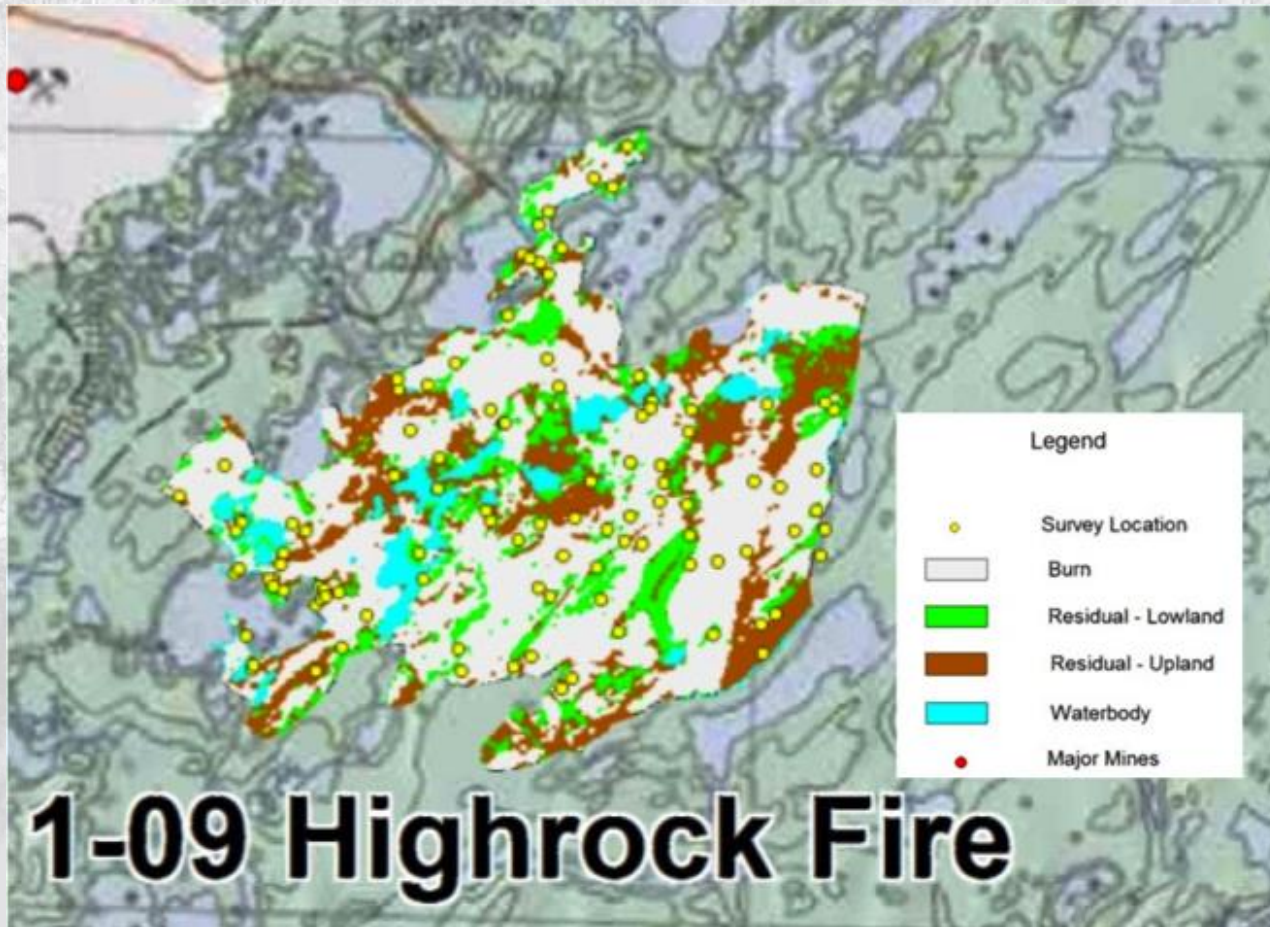 Legend
Survey Location
Burn
Residual - Lowland
Residual - Upland
Waterbody
Major Mines
1-09 Highrock Fire